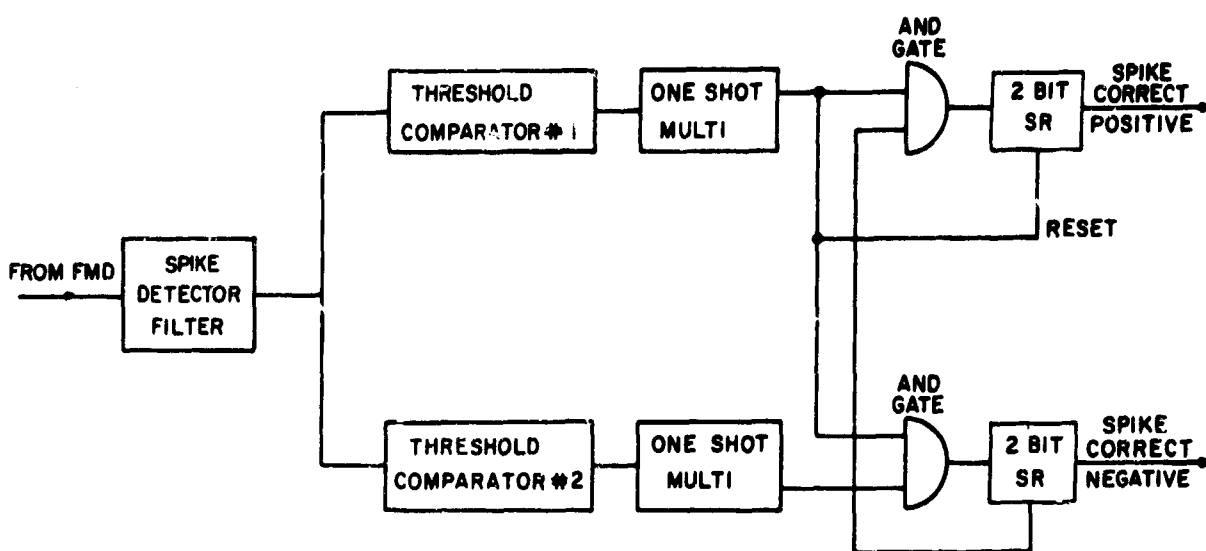 AND
GATE
THRESHOLD
COMPARATOR #1
ONE SHOT
MULTI
2 BIT
SR
SPIKE
CORRECT
POSITIVE
RESET
FROM FMD
SPIKE
DETECTOR
FILTER
AND
GATE
THRESHOLD
COMPARATOR #2
ONE SHOT
MULTI
2 BIT
SR
SPIKE
CORRECT
NEGATIVE